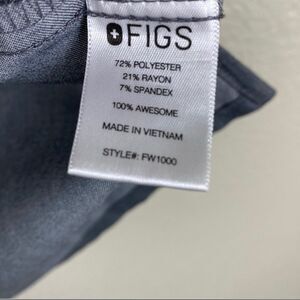 FIGS
72% POLYESTER
21% RAYON
7% SPANDEX
100% AWESOME
MADE IN VIETNAM
STYLE#: FW1000